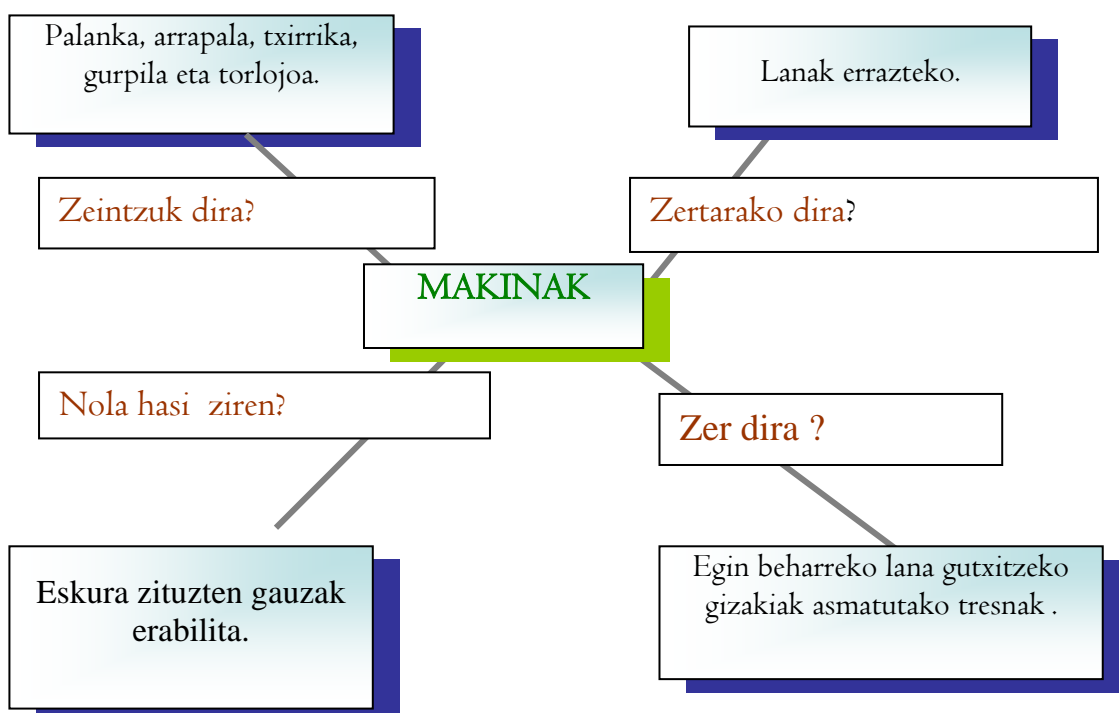 Palanka, arrapala, txirrika,
gurpila eta torlojoa.
Lanak errazteko.
Zeintzuk dira?
Zertarako dira?
MAKINAK
Nola hasi ziren?
Zer dira ?
Eskura zituzten gauzak
erabilita.
Egin beharreko lana gutxitzeko
gizakiak asmatutako tresnak .